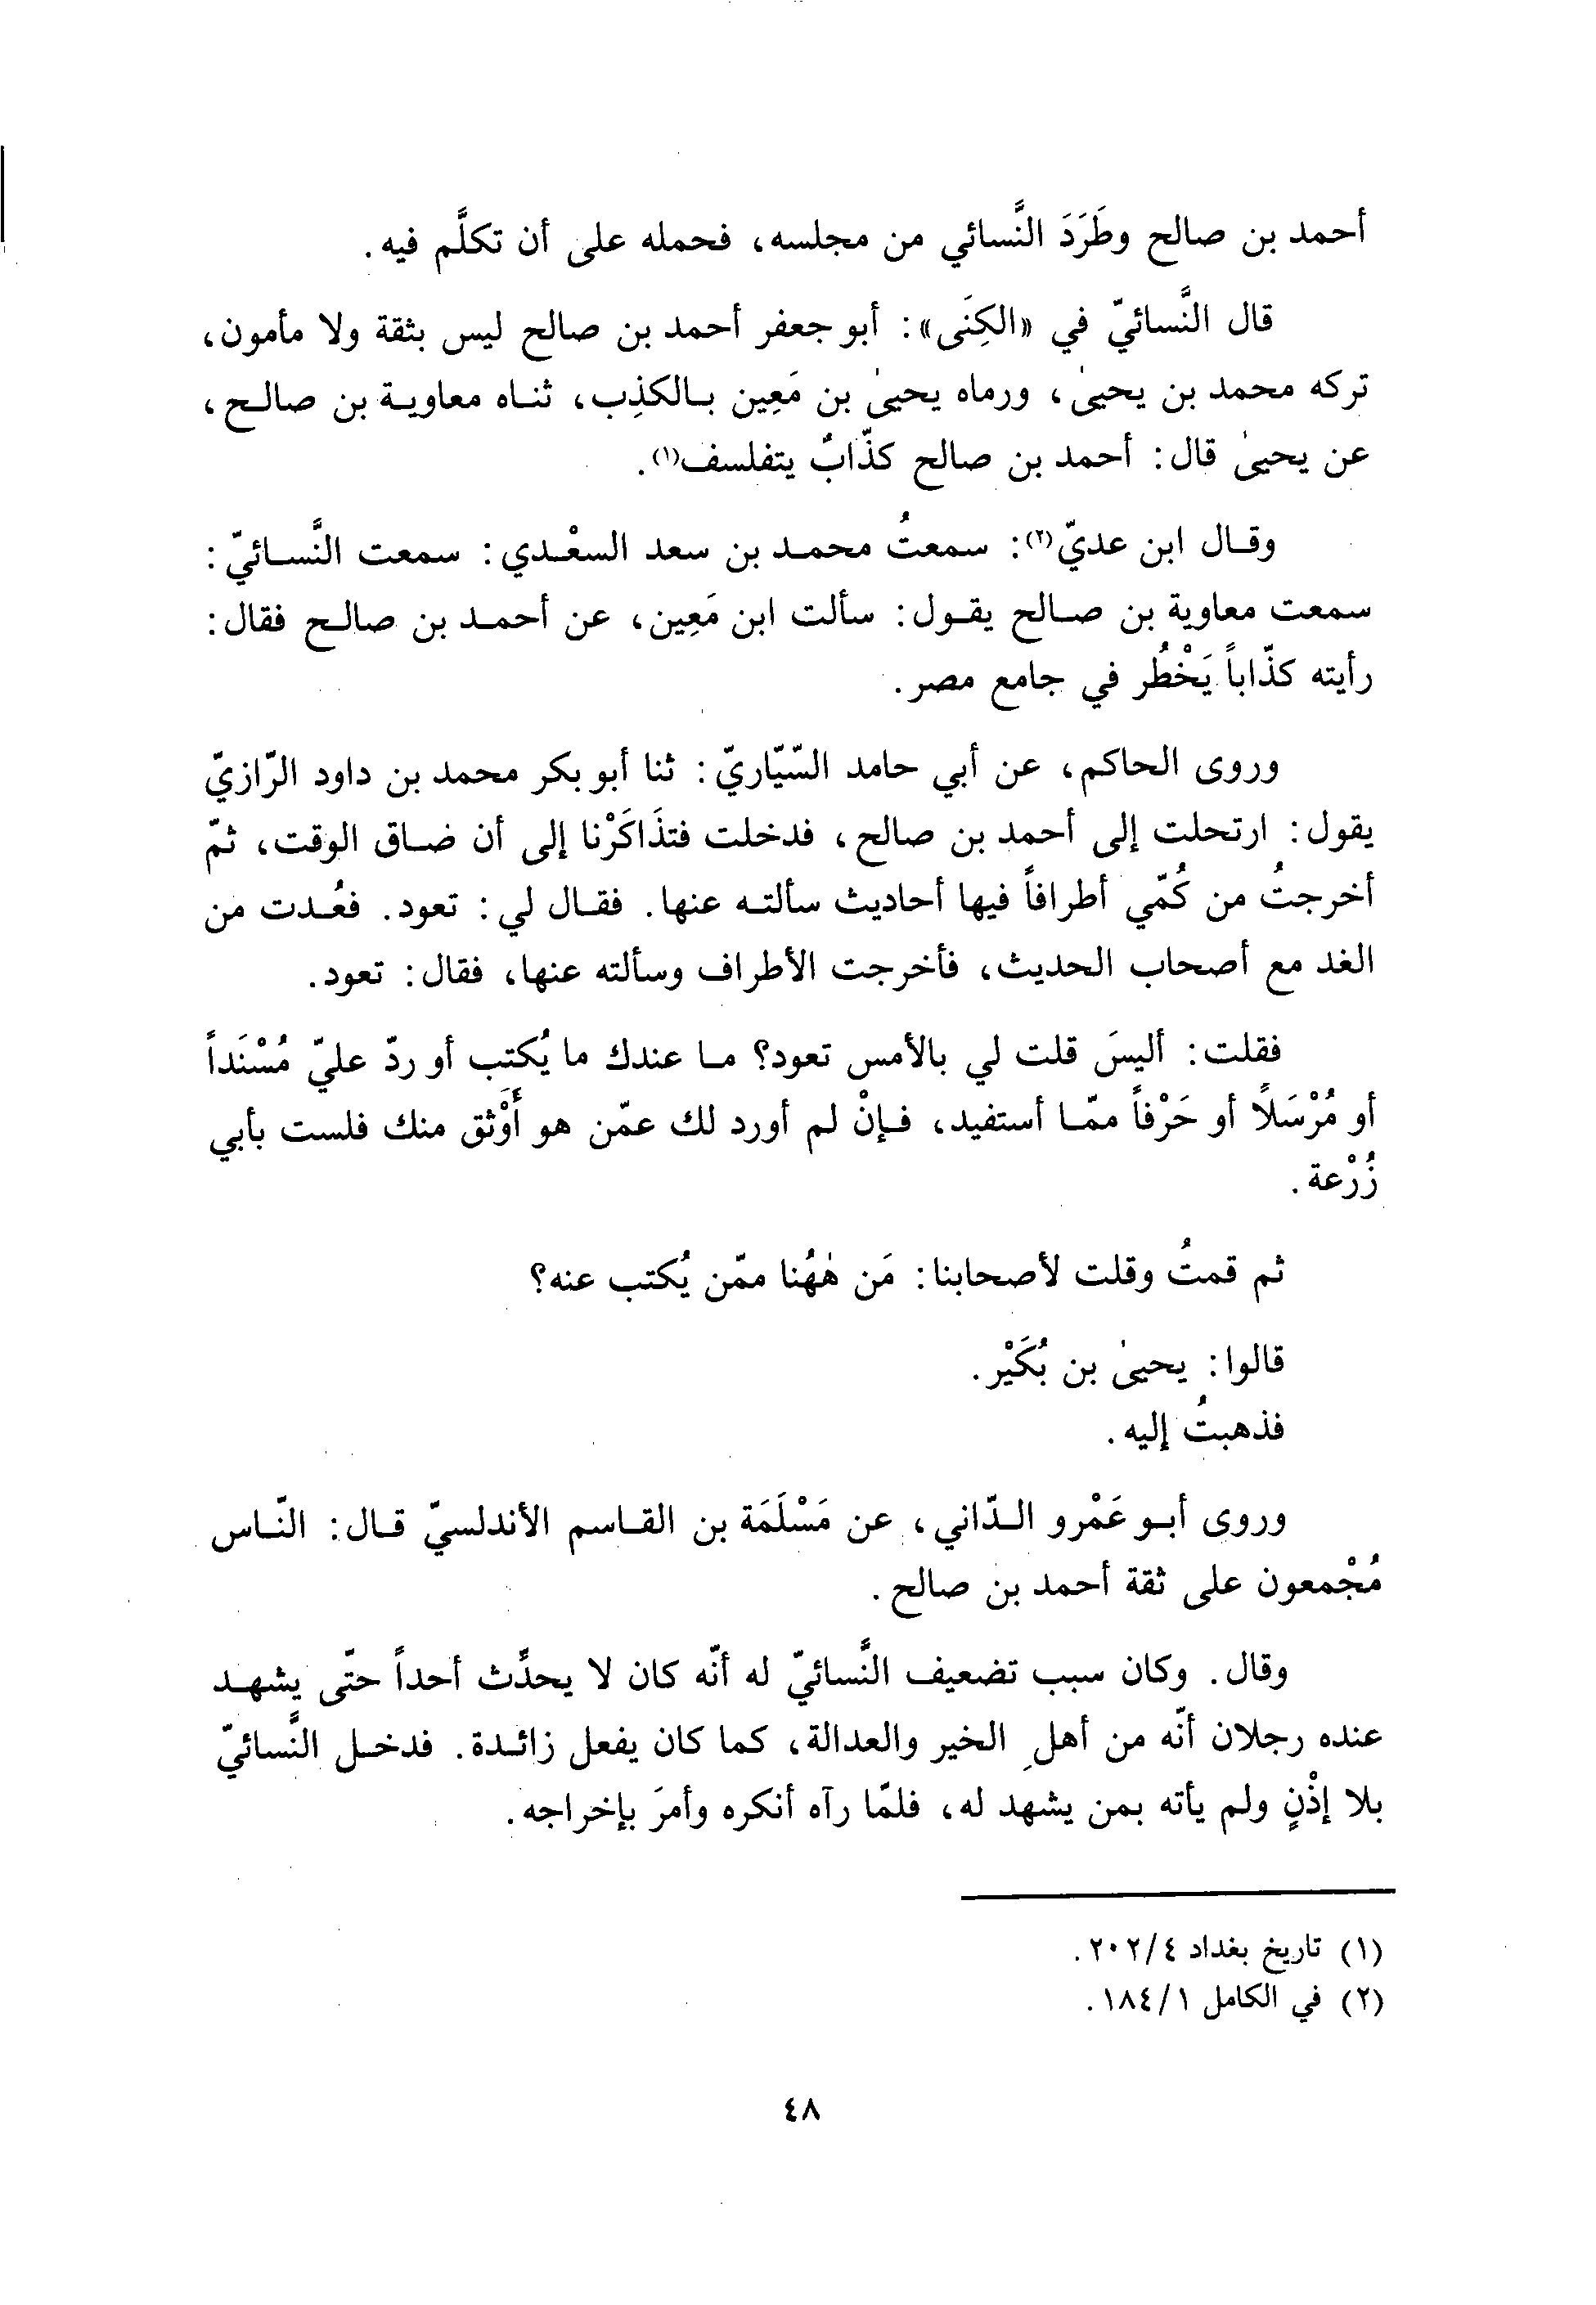 أحمد بن صالح وطَرَدَ النَّسائي من مجلسه، فحمله على أن تكلَّم فيه.
قال النَّسائيّ في «الكِنَى»: أبو جعفر أحمد بن صالح ليس بثقة ولا مأمون،
تركه محمد بن يحيىٰ، ورماه يحيىٰ بن مَعِين بالكذِب، ثناه معاوية بن صالح،
عن يحيىٰ قال: أحمد بن صالح كذّابٌ يتفلسف(١).
وقال ابن عديّ(٢): سمعتُ محمد بن سعد السعْدي: سمعت النَّسائيّ:
سمعت معاوية بن صالح يقول: سألت ابن مَعِين، عن أحمد بن صالح فقال:
رأيته كذّاباً يَخْطُر في جامع مصر.
وروى الحاكم، عن أبي حامد السّيّاريّ: ثنا أبو بكر محمد بن داود الرّازيّ
يقول: ارتحلت إلى أحمد بن صالح، فدخلت فتذَاكَرْنا إلى أن ضاق الوقت، ثمّ
أخرجتُ من كُمّي أطرافاً فيها أحاديث سألته عنها. فقال لي: تعود. فعُدت من
الغد مع أصحاب الحديث، فأخرجت الأطراف وسألته عنها، فقال: تعود.
فقلت: أليسَ قلت لي بالأمس تعود؟ ما عندك ما يُكتب أو ردّ عليّ مُسْنَداً
أو مُرْسَلاً أو حَرْفاً ممّا أستفيد، فإنْ لم أورد لك عمّن هو أَوْثق منك فلست بأبي
زُرْعة.
ثم قمتُ وقلت لأصحابنا: مَن هٰهُنا ممّن يُكتب عنه؟
قالوا: يحيىٰ بن بُكَيْر.
فذهبتُ إليه.
وروى أبو عَمْرو الدّاني، عن مَسْلَمَة بن القاسم الأندلسيّ قال: النّاس
مُجْمعون على ثقة أحمد بن صالح.
وقال. وكان سبب تضعيف النَّسائيّ له أنّه كان لا يحدِّث أحداً حتّى يشهد
عنده رجلان أنّه من أهلِ الخير والعدالة، كما كان يفعل زائدة. فدخل النَّسائيّ
بلا إذْنٍ ولم يأته بمن يشهد له، فلمّا رآه أنكره وأمرَ بإخراجه.
(١) تاريخ بغداد ٤/٢٠٢.
(٢) في الكامل ١/١٨٤.
٤٨